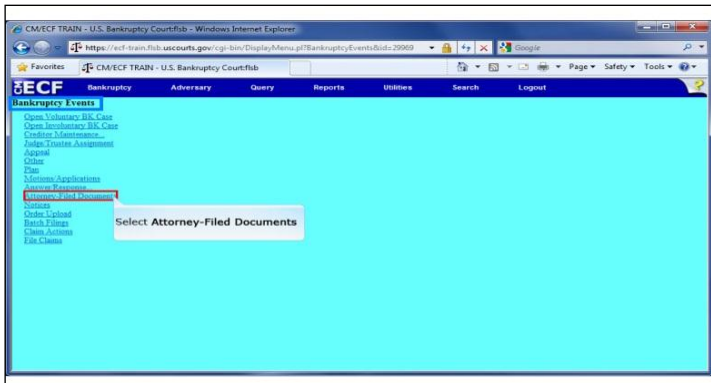 CM/ECF TRAIN - U.S. Bankruptcy Court:flsb - Windows Internet Explorer
https://ecf-train.flsb.uscourts.gov/cgi-bin/DisplayMenu.pl?BankruptcyEvents&id=29969
Google
Favorites CM/ECF TRAIN - U.S. Bankruptcy Court:flsb Page Safety Tools
ECF Bankruptcy Adversary Query Reports Utilities Search Logout ?
Bankruptcy Events
Open Voluntary BK Case
Open Involuntary BK Case
Creditor Maintenance...
Judge/Trustee Assignment
Appeal
Other
Plan
Motions/Applications
Answer/Response...
Attorney-Filed Documents
Notices
Order Upload
Batch Filings
Claim Actions
File Claims
Select Attorney-Filed Documents